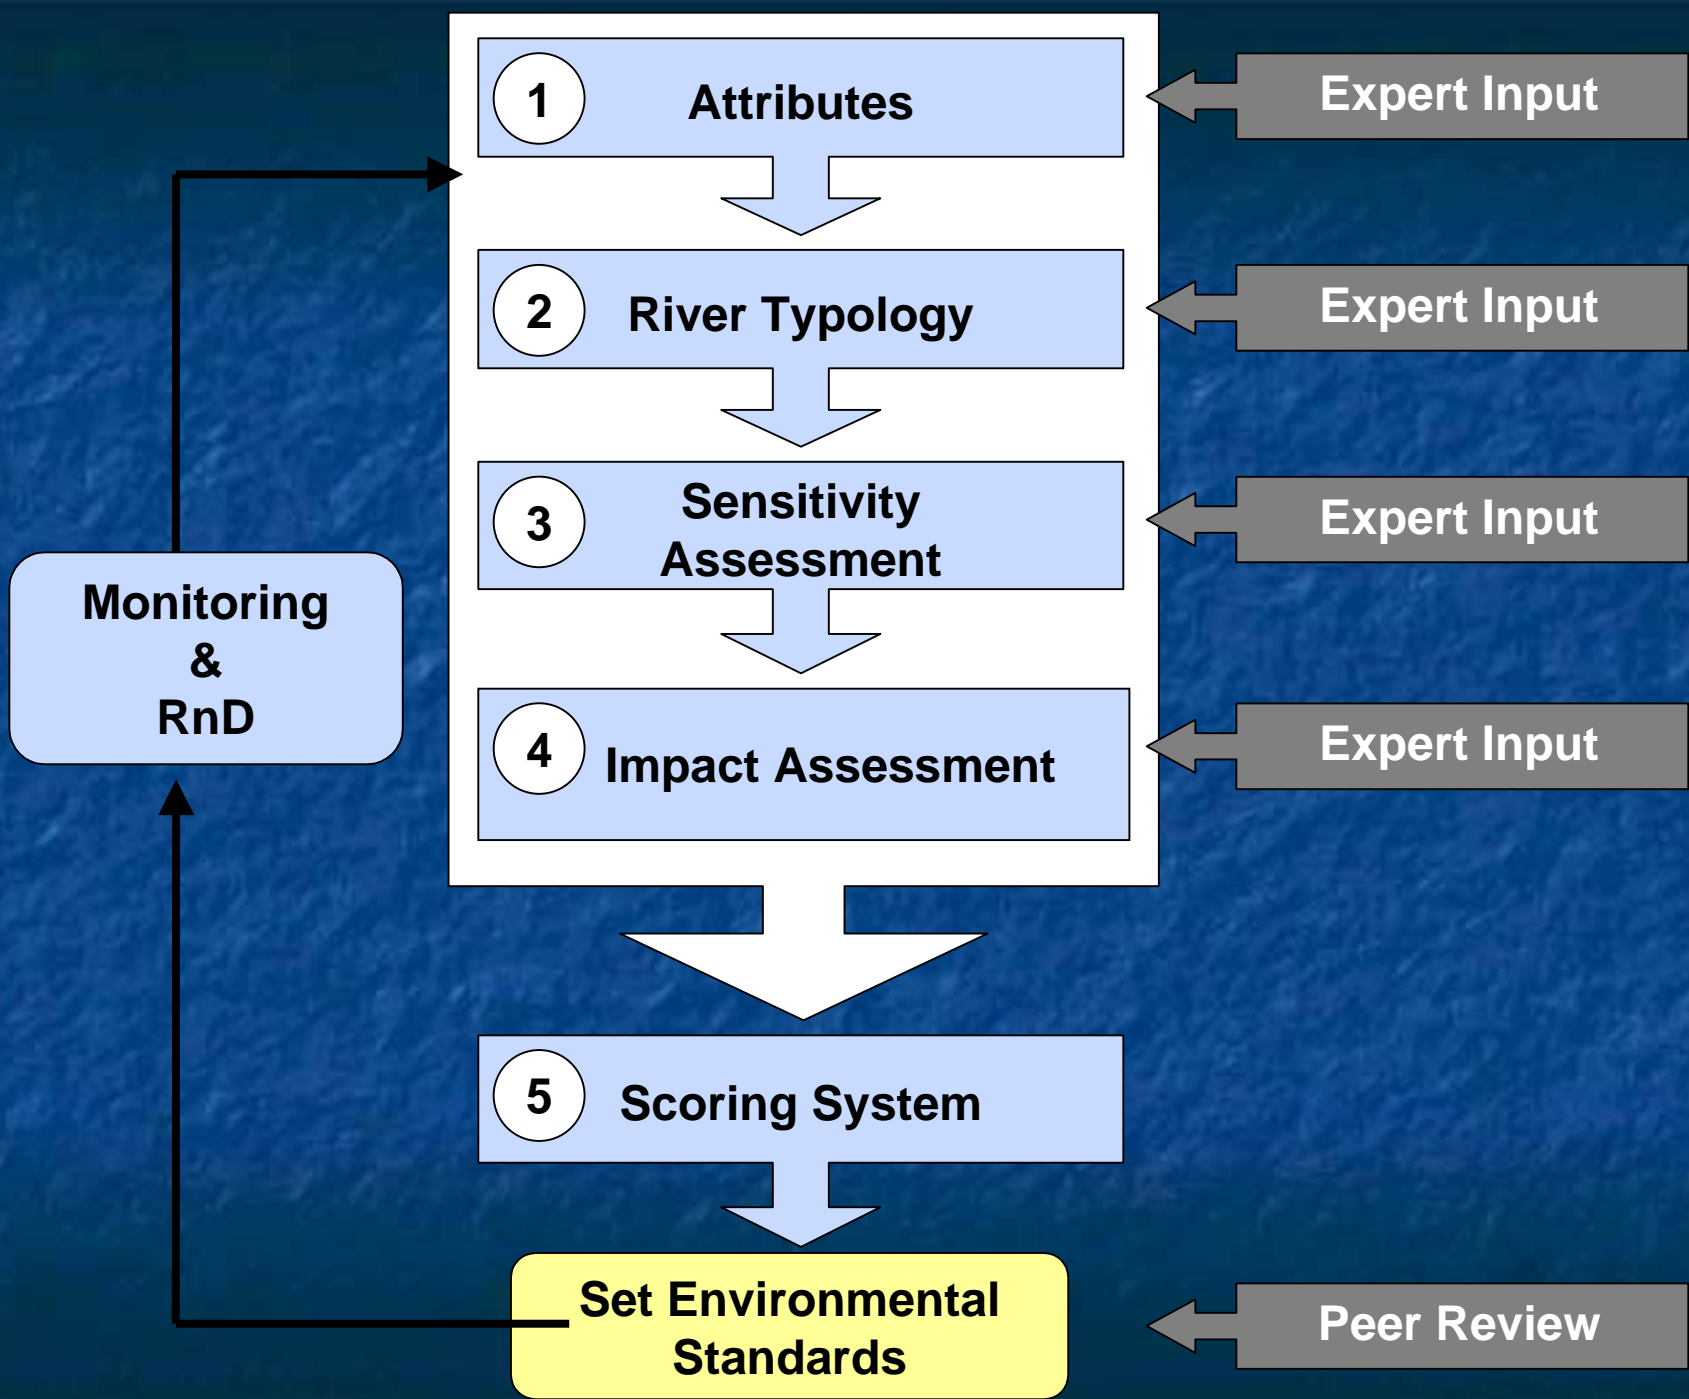 1
Attributes
Expert Input
2
River Typology
Expert Input
3
Sensitivity
Assessment
Expert Input
Monitoring
&
RnD
4
Impact Assessment
Expert Input
5
Scoring System
Set Environmental
Standards
Peer Review